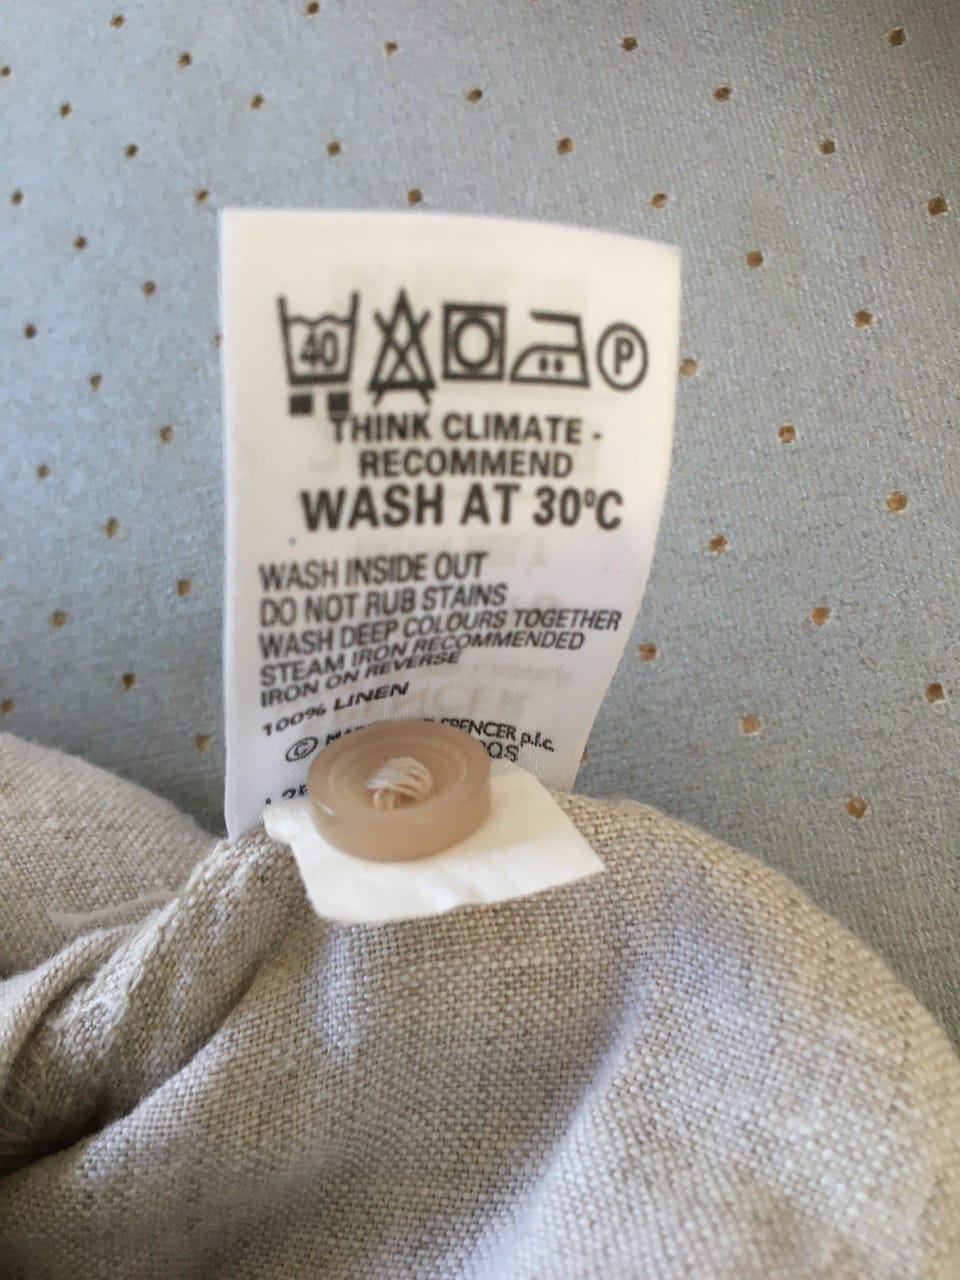 40 P
THINK CLIMATE -
RECOMMEND
WASH AT 30ºC
WASH INSIDE OUT
DO NOT RUB STAINS
WASH DEEP COLOURS TOGETHER
STEAM IRON RECOMMENDED
IRON ON REVERSE
100% LINEN
© SPENCER p.l.c.